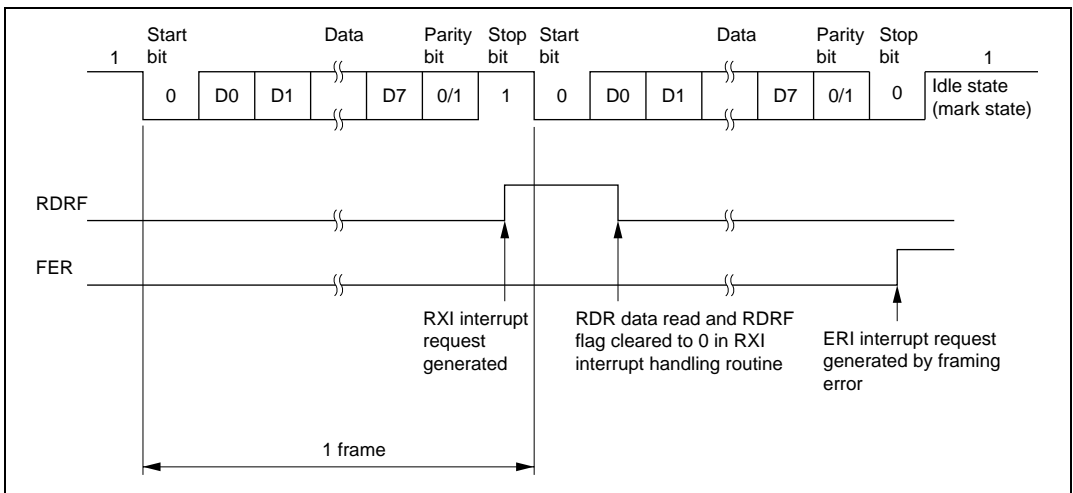 Start Data Parity Stop Start Data Parity Stop
1 bit bit bit bit bit bit 1
0 D0 D1 D7 0/1 1 0 D0 D1 D7 0/1 0 Idle state
(mark state)
RDRF
FER
RXI interrupt
request
generated
RDR data read and RDRF
flag cleared to 0 in RXI
interrupt handling routine
ERI interrupt request
generated by framing
error
1 frame